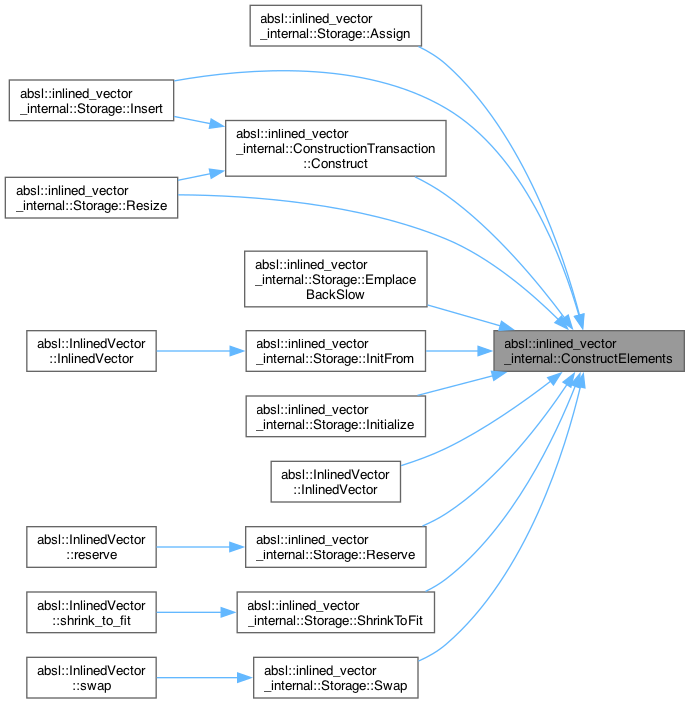 absl::inlined_vector
_internal::Storage::Assign
absl::inlined_vector
_internal::Storage::Insert
absl::inlined_vector
_internal::ConstructionTransaction
::Construct
absl::inlined_vector
_internal::Storage::Resize
absl::inlined_vector
_internal::Storage::Emplace
BackSlow
absl::InlinedVector
::InlinedVector
absl::inlined_vector
_internal::Storage::InitFrom
absl::inlined_vector
_internal::ConstructElements
absl::inlined_vector
_internal::Storage::Initialize
absl::InlinedVector
::InlinedVector
absl::InlinedVector
::reserve
absl::inlined_vector
_internal::Storage::Reserve
absl::InlinedVector
::shrink_to_fit
absl::inlined_vector
_internal::Storage::ShrinkToFit
absl::InlinedVector
::swap
absl::inlined_vector
_internal::Storage::Swap